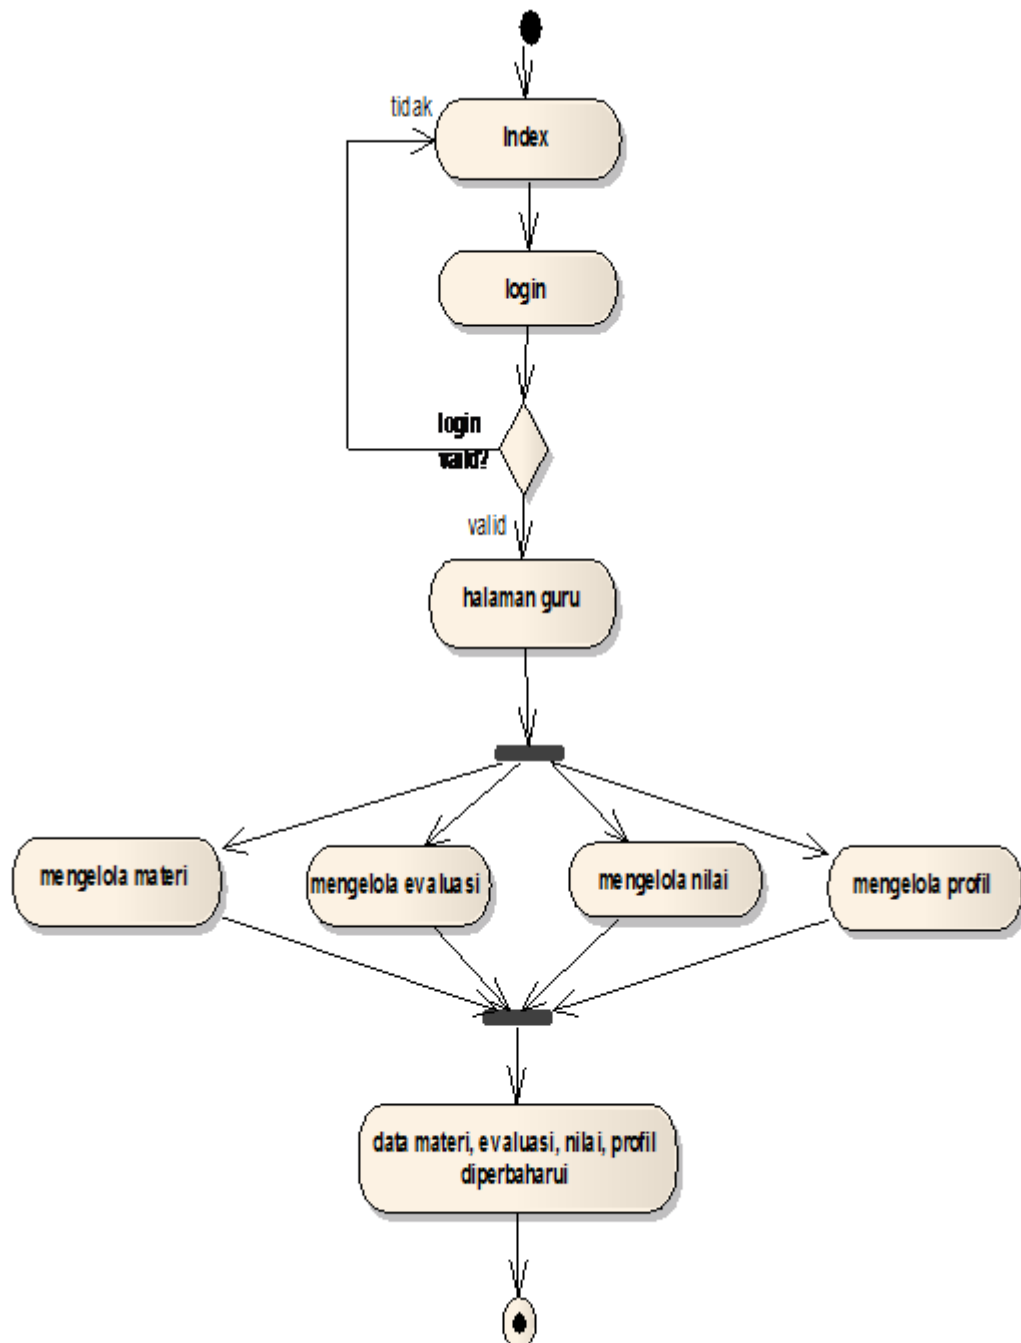 tidak
Index
login
login
valid?
valid
halaman guru
mengelola materi
mengelola evaluasi
mengelola nilai
mengelola profil
data materi, evaluasi, nilai, profil
diperbaharui